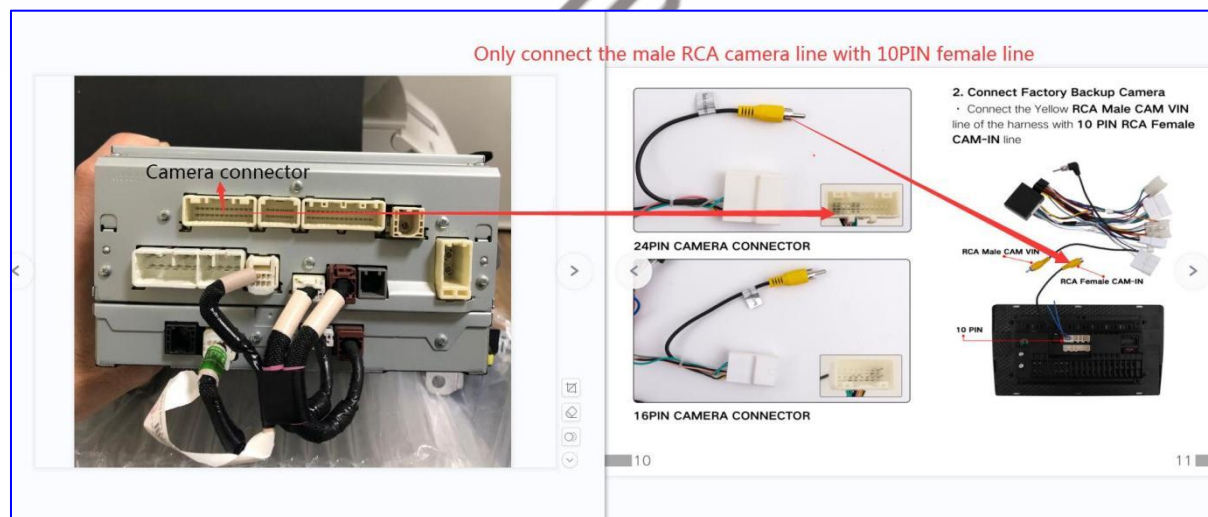 Only connect the male RCA camera line with 10PIN female line
Camera connector
24PIN CAMERA CONNECTOR
16PIN CAMERA CONNECTOR
10
2. Connect Factory Backup Camera
· Connect the Yellow RCA Male CAM VIN
line of the harness with 10 PIN RCA Female
CAM-IN line
RCA Male CAM VIN
RCA Female CAM-IN
10 PIN
11